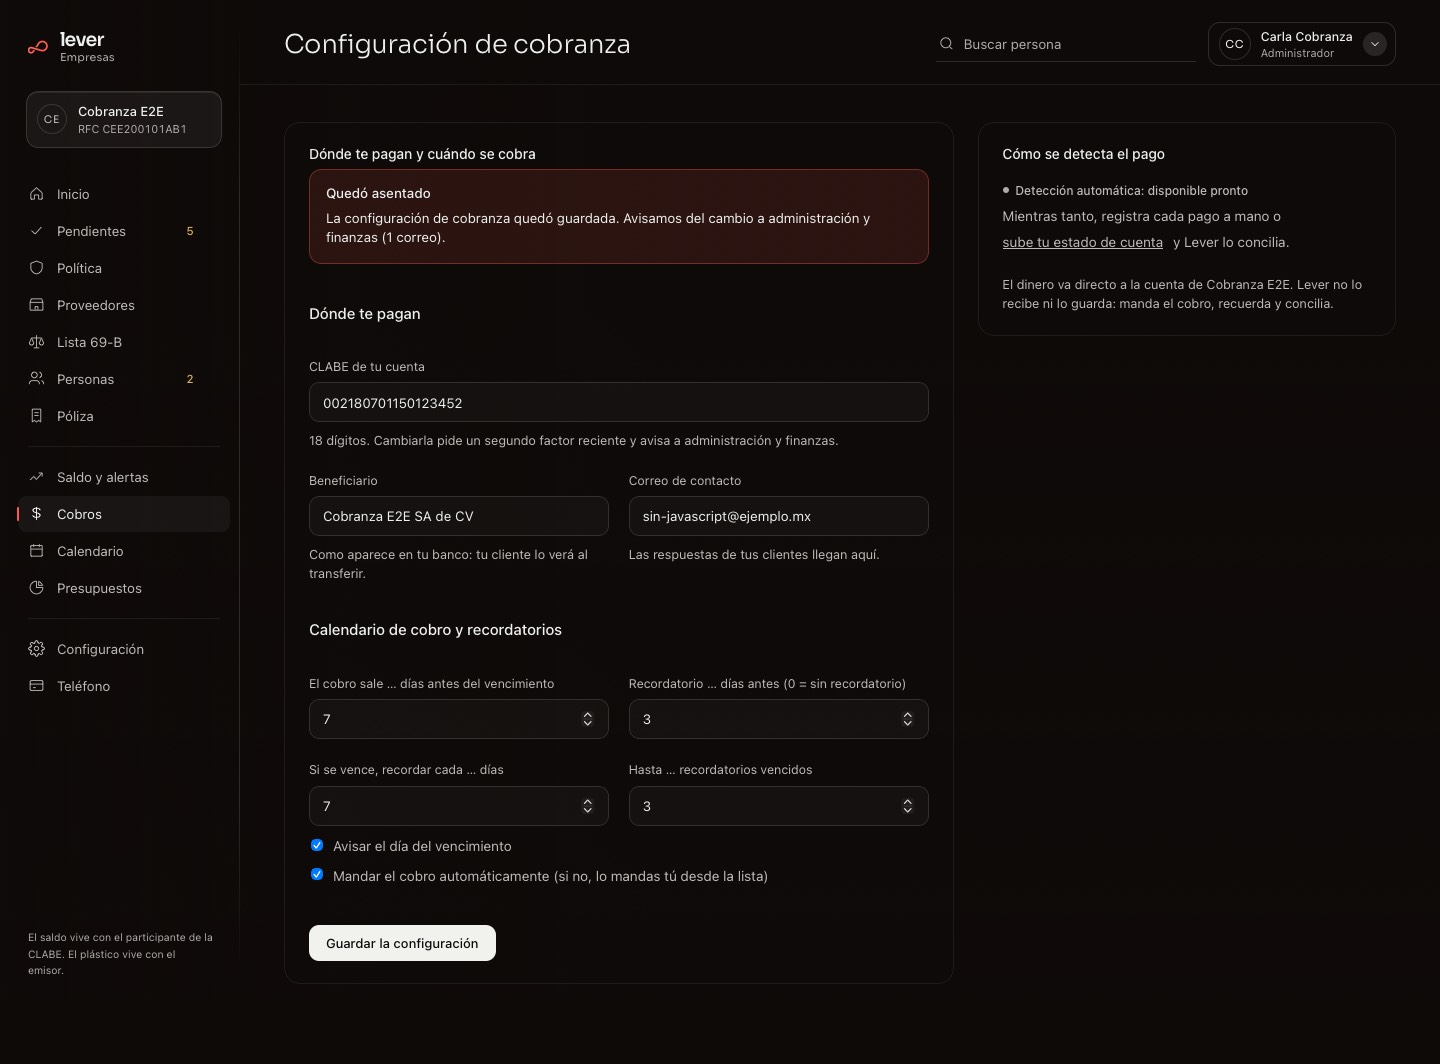 lever
Empresas
Configuración de cobranza
Buscar persona
CC
Carla Cobranza
Administrador
CE
Cobranza E2E
RFC CEE200101AB1
Inicio
Pendientes 5
Política
Proveedores
Lista 69-B
Personas 2
Póliza
Saldo y alertas
Cobros
Calendario
Presupuestos
Configuración
Teléfono
El saldo vive con el participante de la
CLABE. El plástico vive con el
emisor.
Dónde te pagan y cuándo se cobra
Quedó asentado
La configuración de cobranza quedó guardada. Avisamos del cambio a administración y
finanzas (1 correo).
Dónde te pagan
CLABE de tu cuenta
002180701150123452
18 dígitos. Cambiarla pide un segundo factor reciente y avisa a administración y finanzas.
Beneficiario
Cobranza E2E SA de CV
Como aparece en tu banco: tu cliente lo verá al
transferir.
Correo de contacto
sin-javascript@ejemplo.mx
Las respuestas de tus clientes llegan aquí.
Calendario de cobro y recordatorios
El cobro sale ... días antes del vencimiento
7
Recordatorio ... días antes (0 = sin recordatorio)
3
Si se vence, recordar cada ... días
7
Hasta ... recordatorios vencidos
3
Avisar el día del vencimiento
Mandar el cobro automáticamente (si no, lo mandas tú desde la lista)
Guardar la configuración
Cómo se detecta el pago
Detección automática: disponible pronto
Mientras tanto, registra cada pago a mano o
sube tu estado de cuenta y Lever lo concilia.
El dinero va directo a la cuenta de Cobranza E2E. Lever no lo
recibe ni lo guarda: manda el cobro, recuerda y concilia.